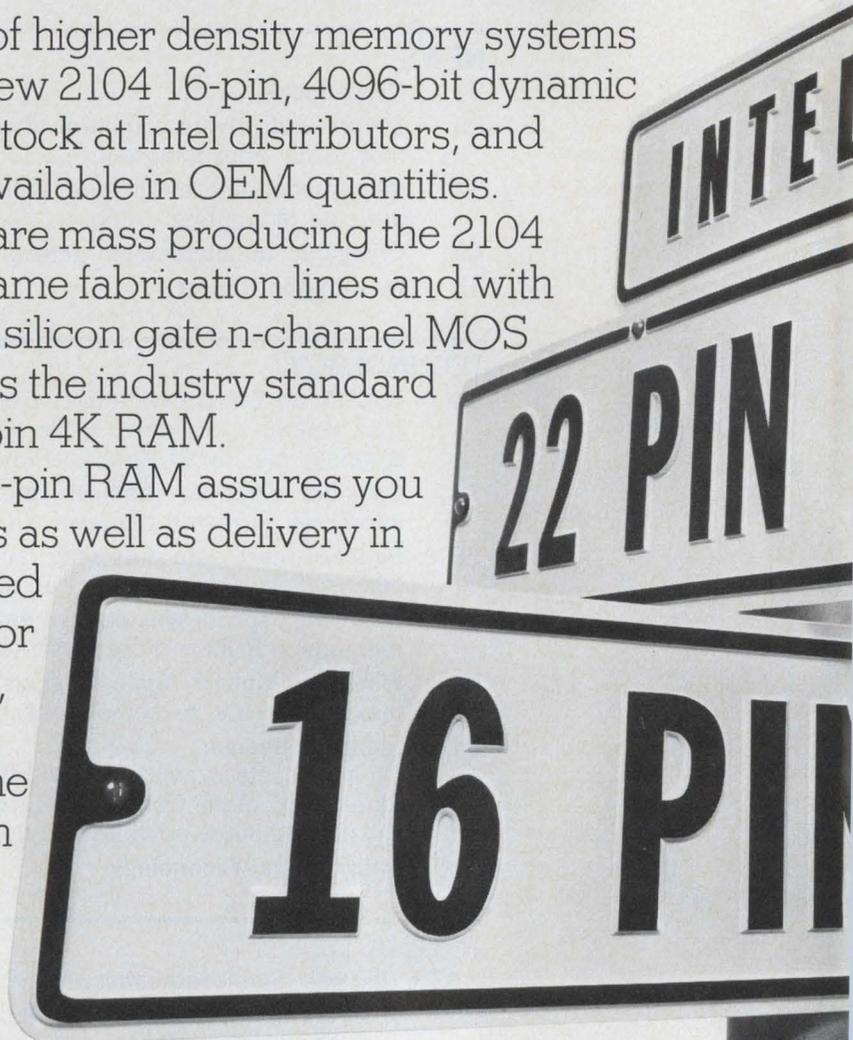 of higher density memory systems
ew 2104 16-pin, 4096-bit dynamic
tock at Intel distributors, and
vailable in OEM quantities.
are mass producing the 2104
ame fabrication lines and with
silicon gate n-channel MOS
s the industry standard
in 4K RAM.
-pin RAM assures you
s as well as delivery in
ed
or
,
ne
n
INTEL
22 PIN
16 PIN